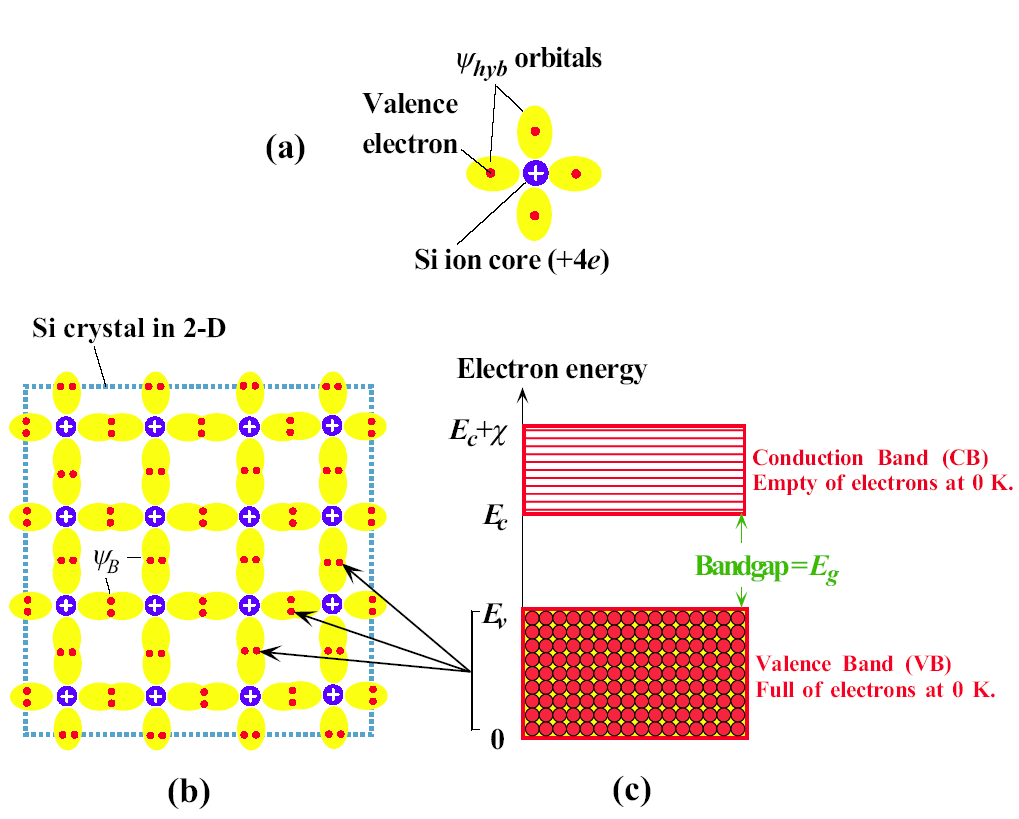 ψhyb orbitals
Valence
electron
(a)
Si ion core (+4e)
Si crystal in 2-D
ψB
(b)
Electron energy
Ec+χ
Conduction Band (CB)
Empty of electrons at 0 K.
Ec
Bandgap = Eg
Ev
Valence Band (VB)
Full of electrons at 0 K.
0
(c)